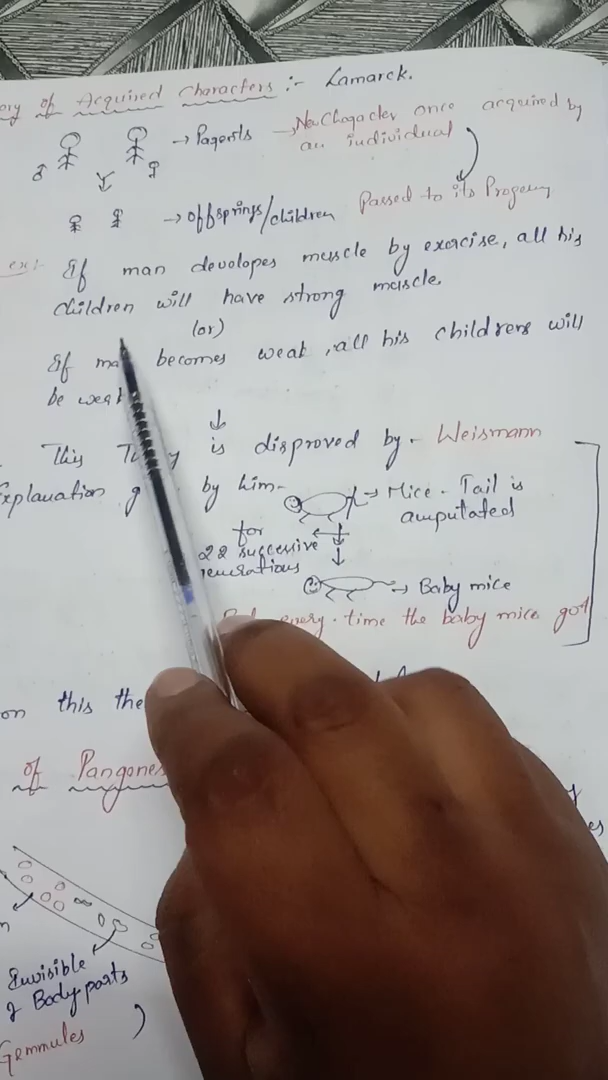 ory of Acquired Characters :- Lamarck.
→ Parents → New Character once acquired by
an individual
→ offsprings/children Passed to its Progeny
ex:- If man developes muscle by exercise, all his
children will have strong muscle.
(or)
If man becomes weak, all his childrens will
be weak
This is disproved by - Weismann
Explanation by him-
→ Mice - Tail is
amputated
for
22 successive
generations
→ Baby mice
every time the baby mice got
on this the
of Pangenes
Invisible
Body parts
Gemmules